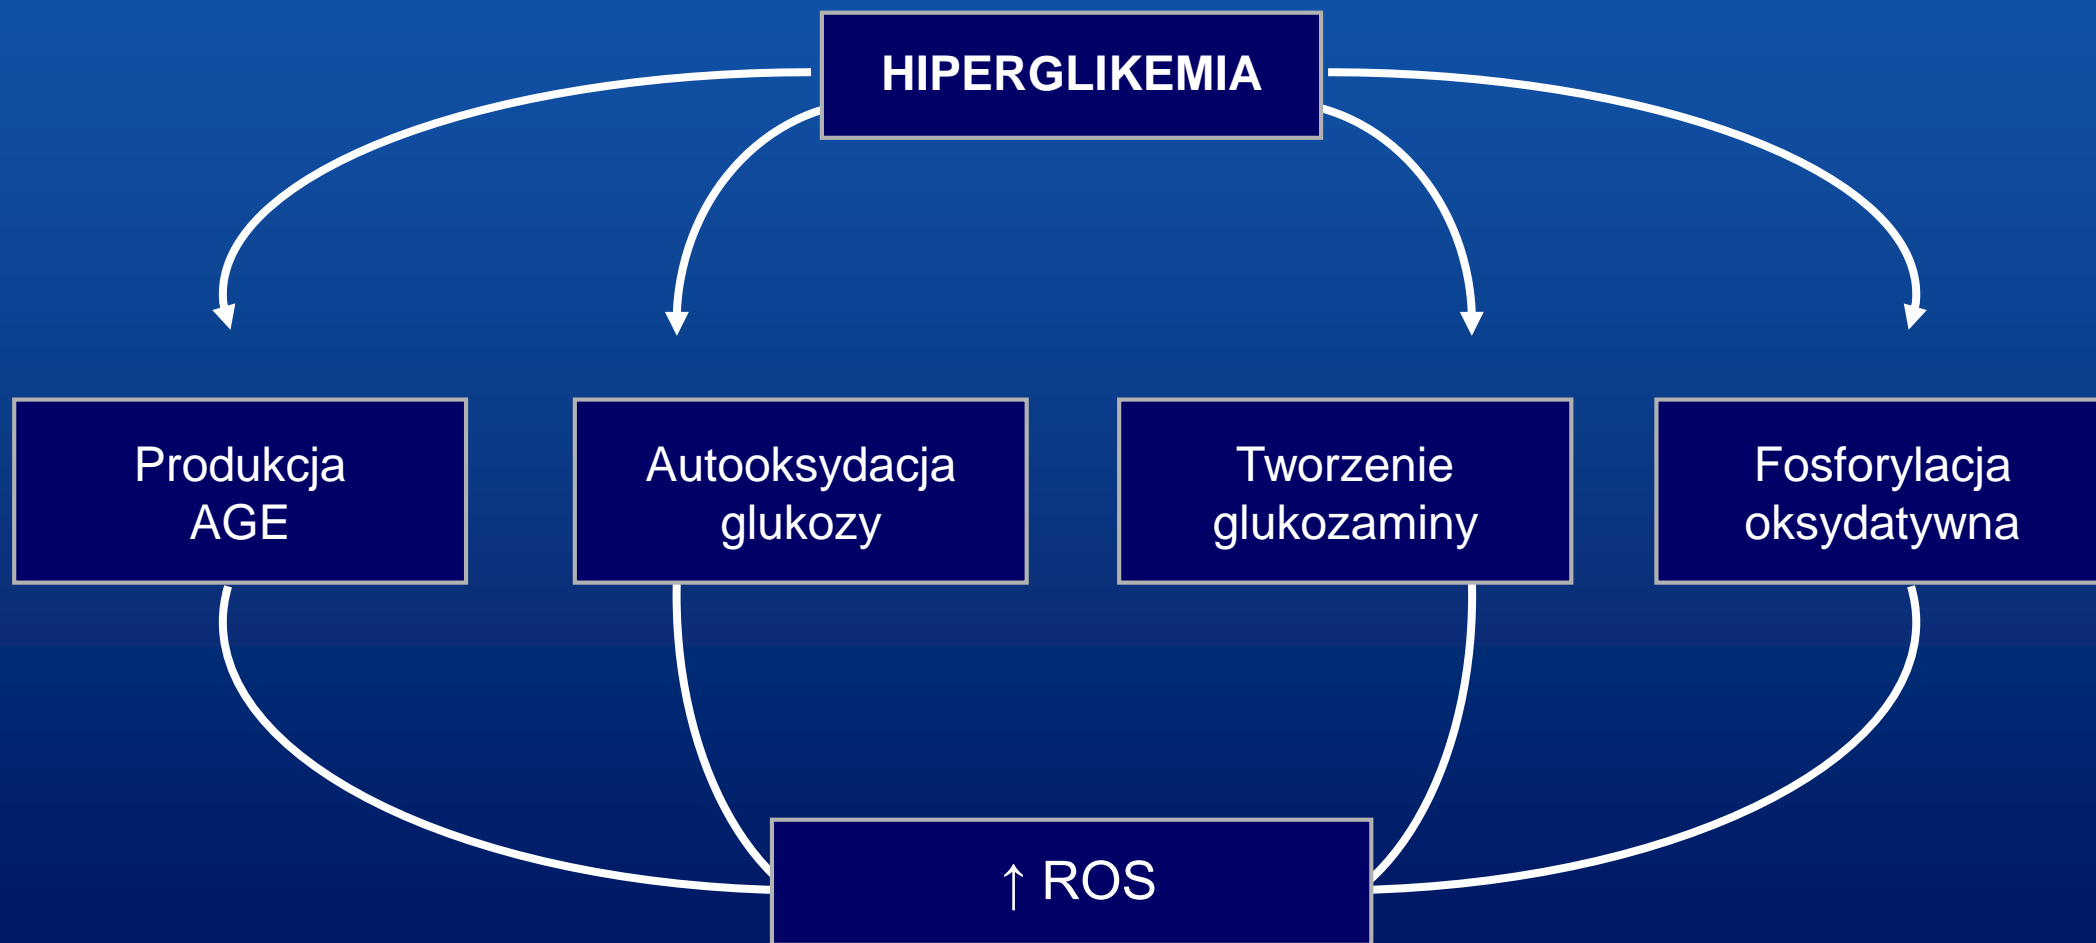 HIPERGLIKEMIA
Produkcja
AGE
Autooksydacja
glukozy
Tworzenie
glukozaminy
Fosforylacja
oksydatywna
↑ ROS